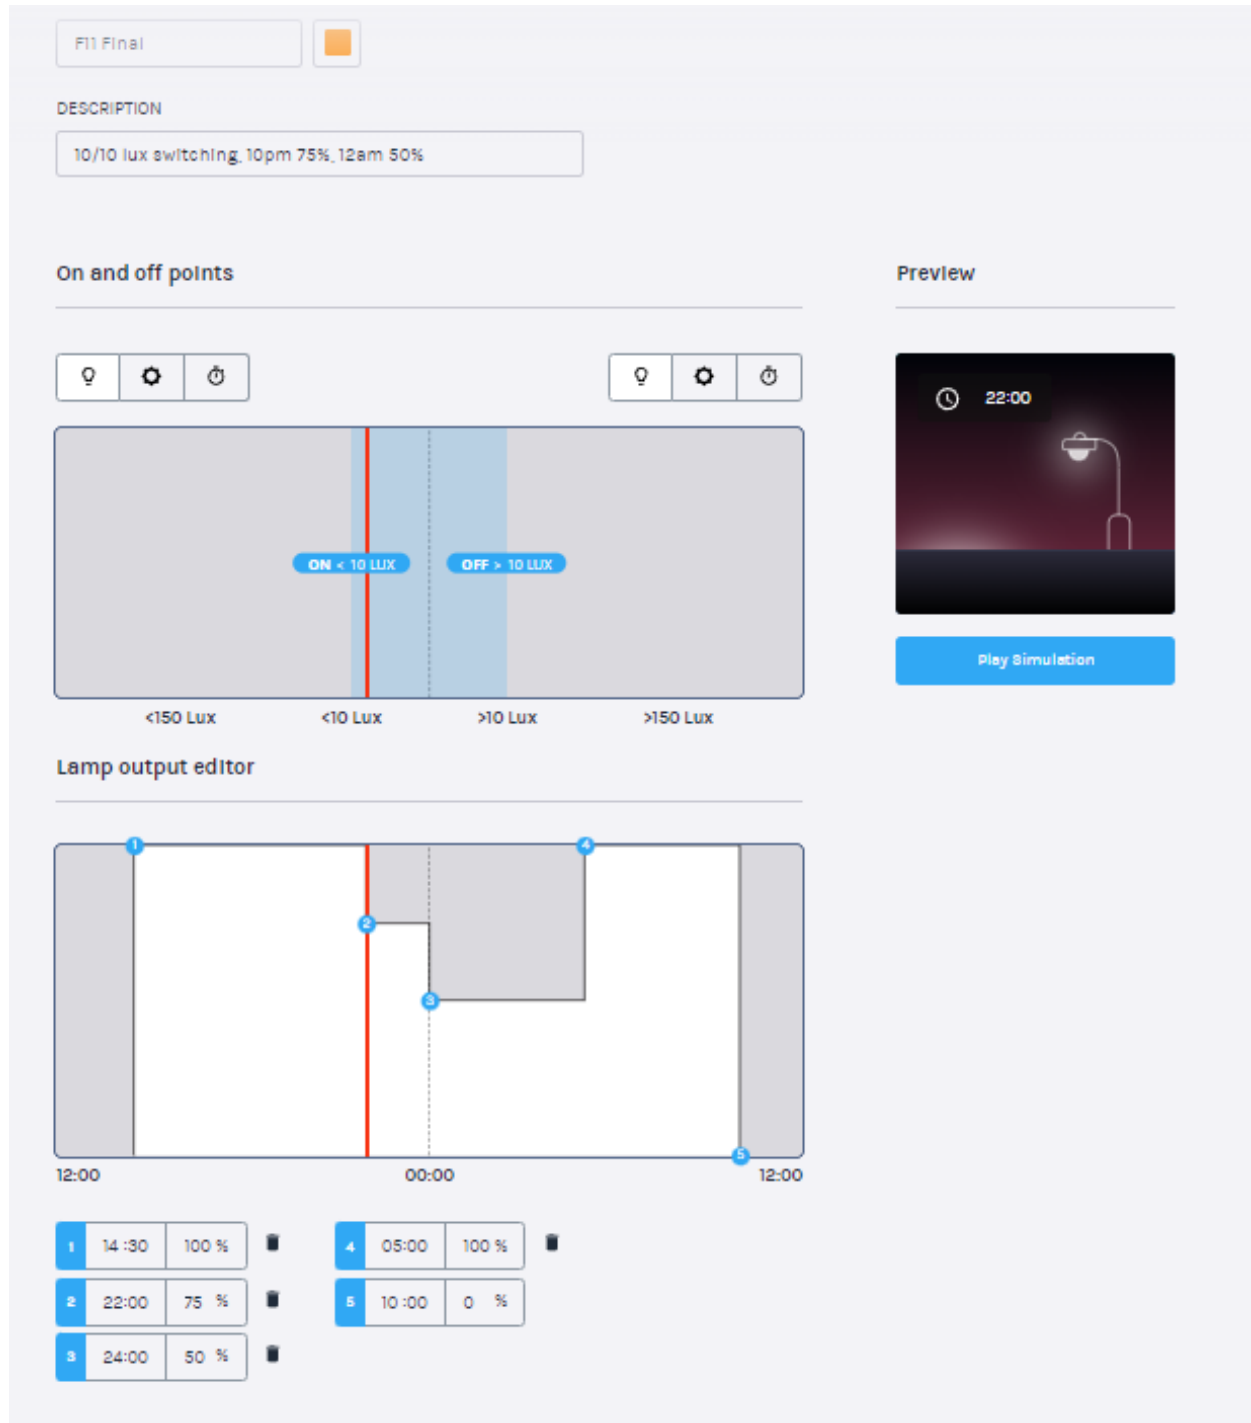 F11 Final
DESCRIPTION
10/10 lux switching, 10pm 75%, 12am 50%
On and off points
Preview
22:00
ON < 10 LUX
OFF > 10 LUX
Play Simulation
<150 Lux
<10 Lux
>10 Lux
>150 Lux
Lamp output editor
1
4
2
3
5
12:00
00:00
12:00
1 14 :30 100 %
4 05:00 100 %
2 22:00 75 %
5 10 :00 0 %
3 24:00 50 %